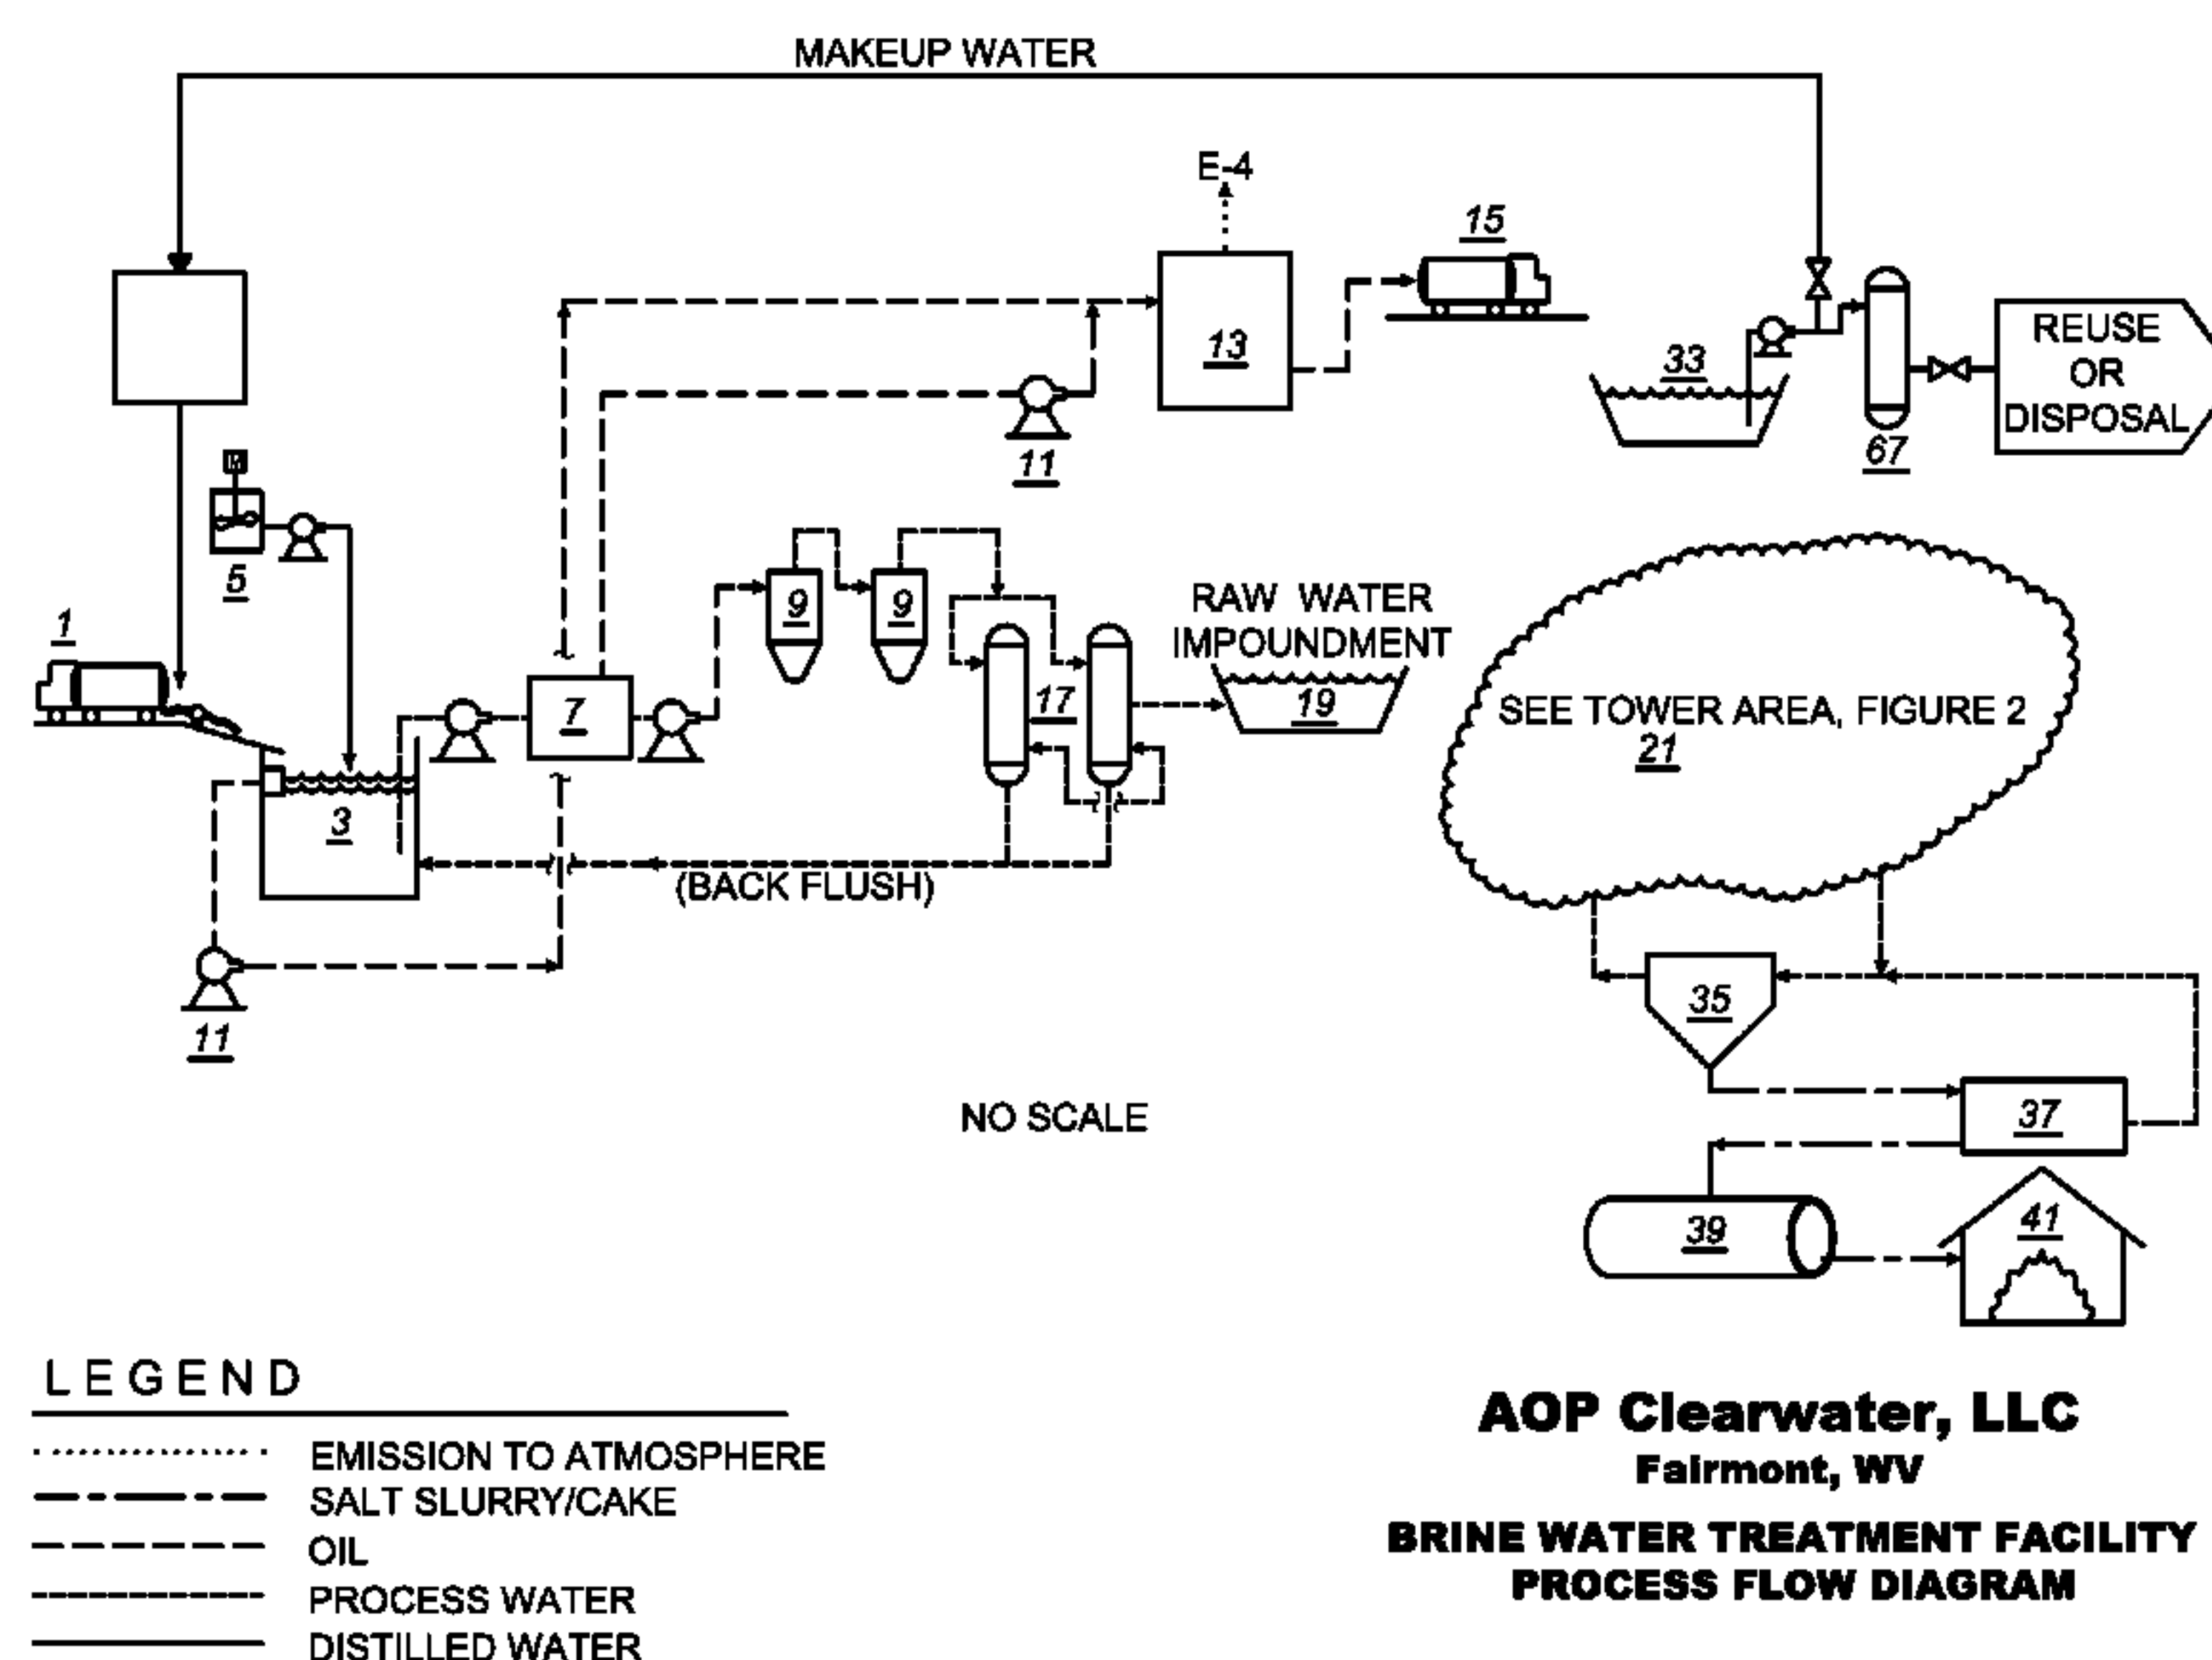 MAKEUP WATER
E-4
15
13
33
REUSE
OR
DISPOSAL
67
11
M
5
1
9
9
RAW WATER
IMPOUNDMENT
7
17
19
SEE TOWER AREA, FIGURE 2
21
3
(BACK FLUSH)
11
35
NO SCALE
37
39
41
LEGEND
EMISSION TO ATMOSPHERE
SALT SLURRY/CAKE
OIL
PROCESS WATER
DISTILLED WATER
AOP Clearwater, LLC
Fairmont, WV
BRINE WATER TREATMENT FACILITY
PROCESS FLOW DIAGRAM